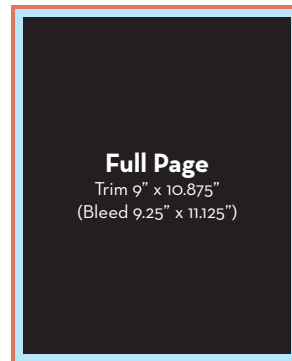 Full Page
Trim 9” x 10.875”
(Bleed 9.25” x 11.125”)